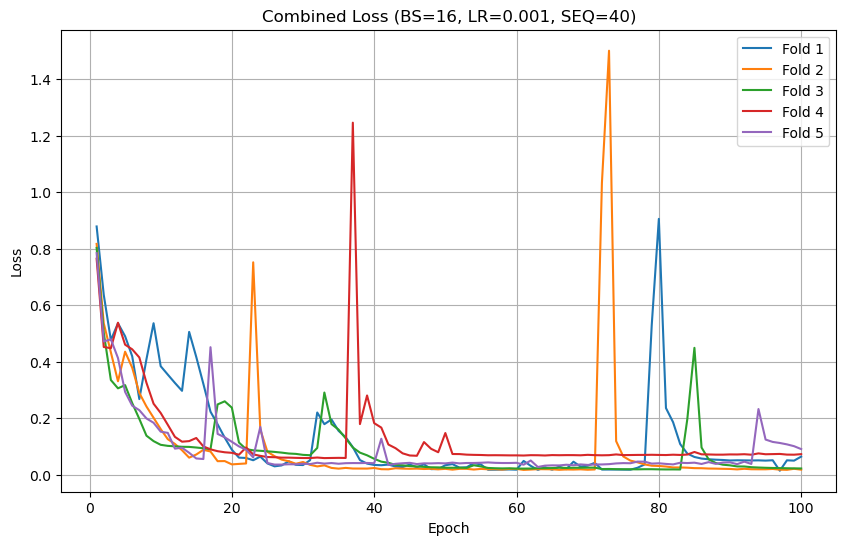 Combined Loss (BS=16, LR=0.001, SEQ=40)
Loss
1.4
1.2
1.0
0.8
0.6
0.4
0.2
0.0
Fold 1
Fold 2
Fold 3
Fold 4
Fold 5
0 20 40 60 80 100
Epoch